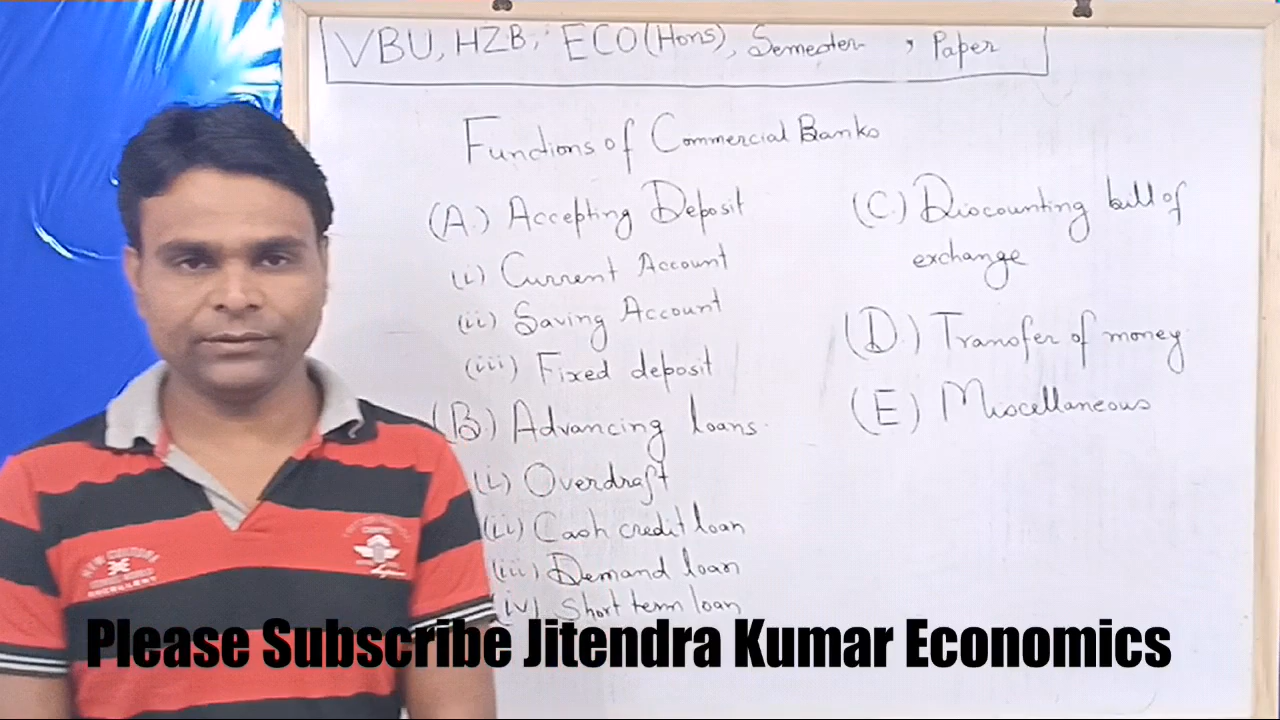 VBU, HZB, ECO(Hons), Semester , Paper
Functions of Commercial Banks
(A.) Accepting Deposit
(i) Current Account
(ii) Saving Account
(iii) Fixed deposit
(B.) Advancing loans.
(i) Overdraft
(ii) Cash credit loan
(iii) Demand loan
(iv) Short term loan
(C.) Discounting bill of
exchange
(D.) Transfer of money
(E) Miscellaneous
Please Subscribe Jitendra Kumar Economics